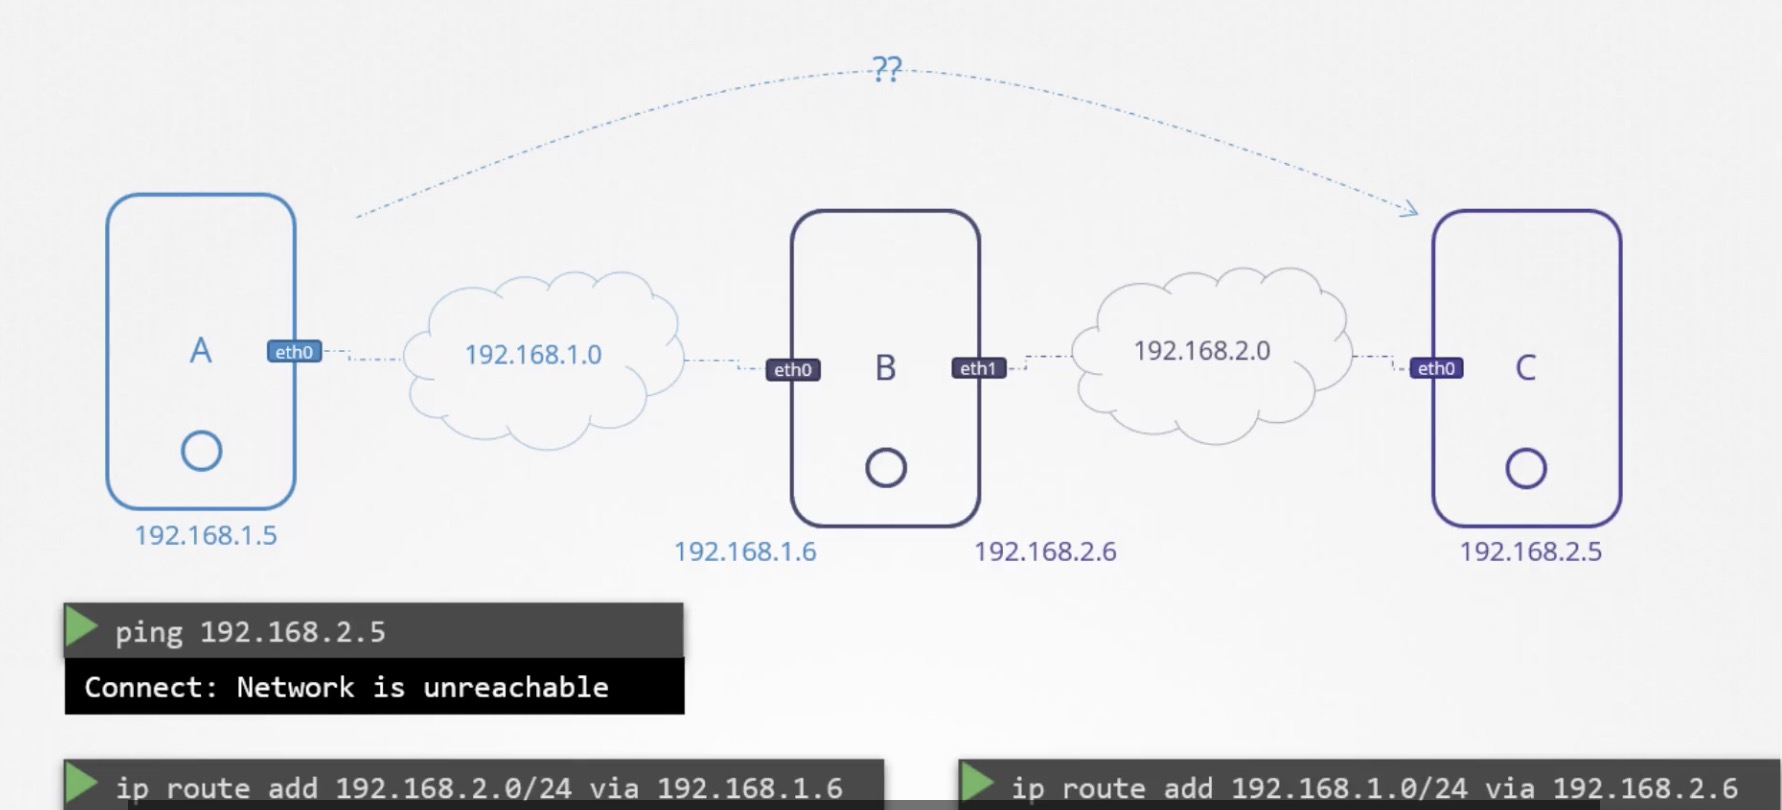 ??
A
eth0
192.168.1.0
eth0
B
eth1
192.168.2.0
eth0
C
192.168.1.5
192.168.1.6
192.168.2.6
192.168.2.5
ping 192.168.2.5
Connect: Network is unreachable
ip route add 192.168.2.0/24 via 192.168.1.6
ip route add 192.168.1.0/24 via 192.168.2.6